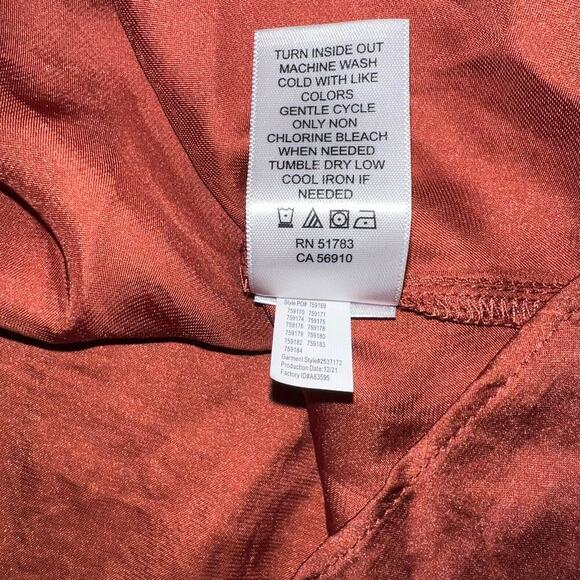 TURN INSIDE OUT
MACHINE WASH
COLD WITH LIKE
COLORS
GENTLE CYCLE
ONLY NON
CHLORINE BLEACH
WHEN NEEDED
TUMBLE DRY LOW
COOL IRON IF
NEEDED
RN 51783
CA 56910
Style PO# 759169
759170 759171
759174 759175
759176 759178
759179 759180
759182 759183
759184
Garment Style#2537172
Production Date:12/21
Factory ID#A63595